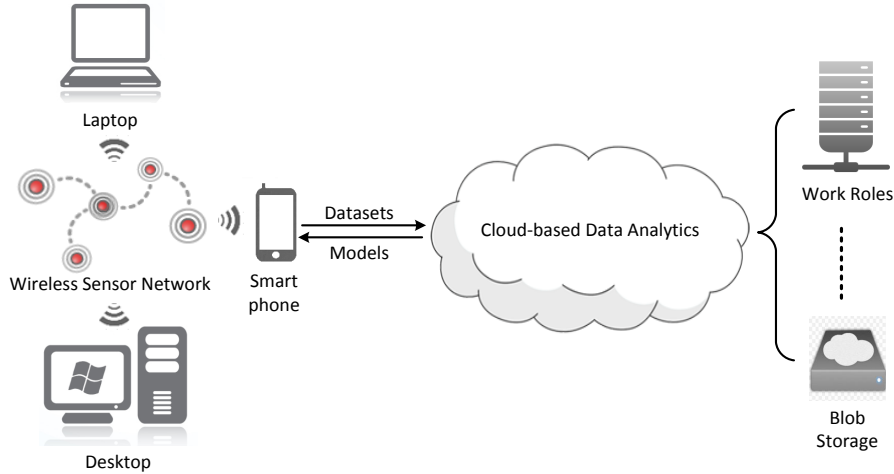 Laptop
Wireless Sensor Network
Desktop
Smart
phone
Datasets
Models
Cloud-based Data Analytics
Work Roles
Blob
Storage